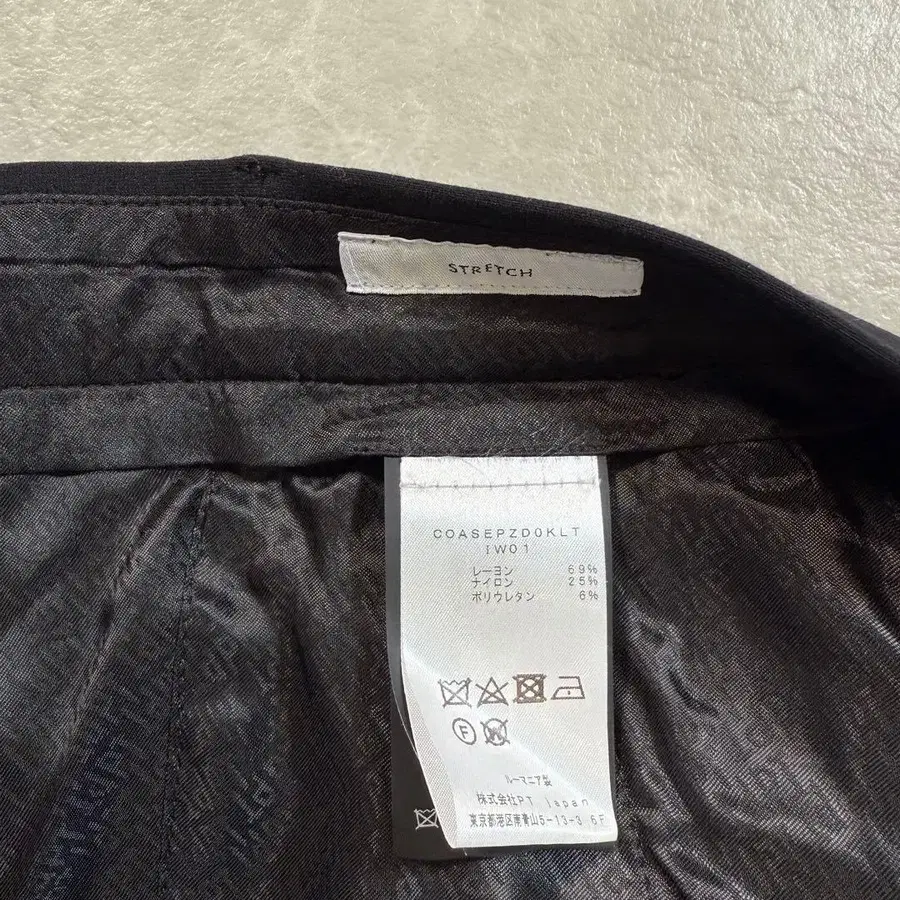 STRETCH
COASEPZD0KLT
IW01
レーヨン 69%
ナイロン 25%
ポリウレタン 6%
F W
ルーマニア製
株式会社PT japan
東京都港区南青山5-13-3 6F